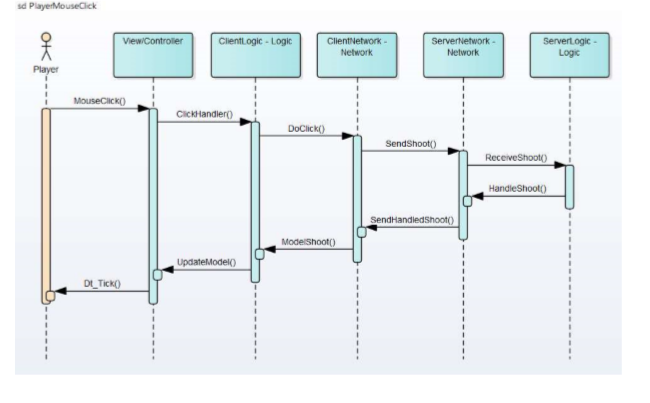 sd PlayerMouseClick
Player
View/Controller
ClientLogic - Logic
ClientNetwork -
Network
ServerNetwork -
Network
ServerLogic -
Logic
MouseClick()
ClickHandler()
DoClick()
SendShoot()
ReceiveShoot()
HandleShoot()
SendHandledShoot()
ModelShoot()
UpdateModel()
Dt_Tick()